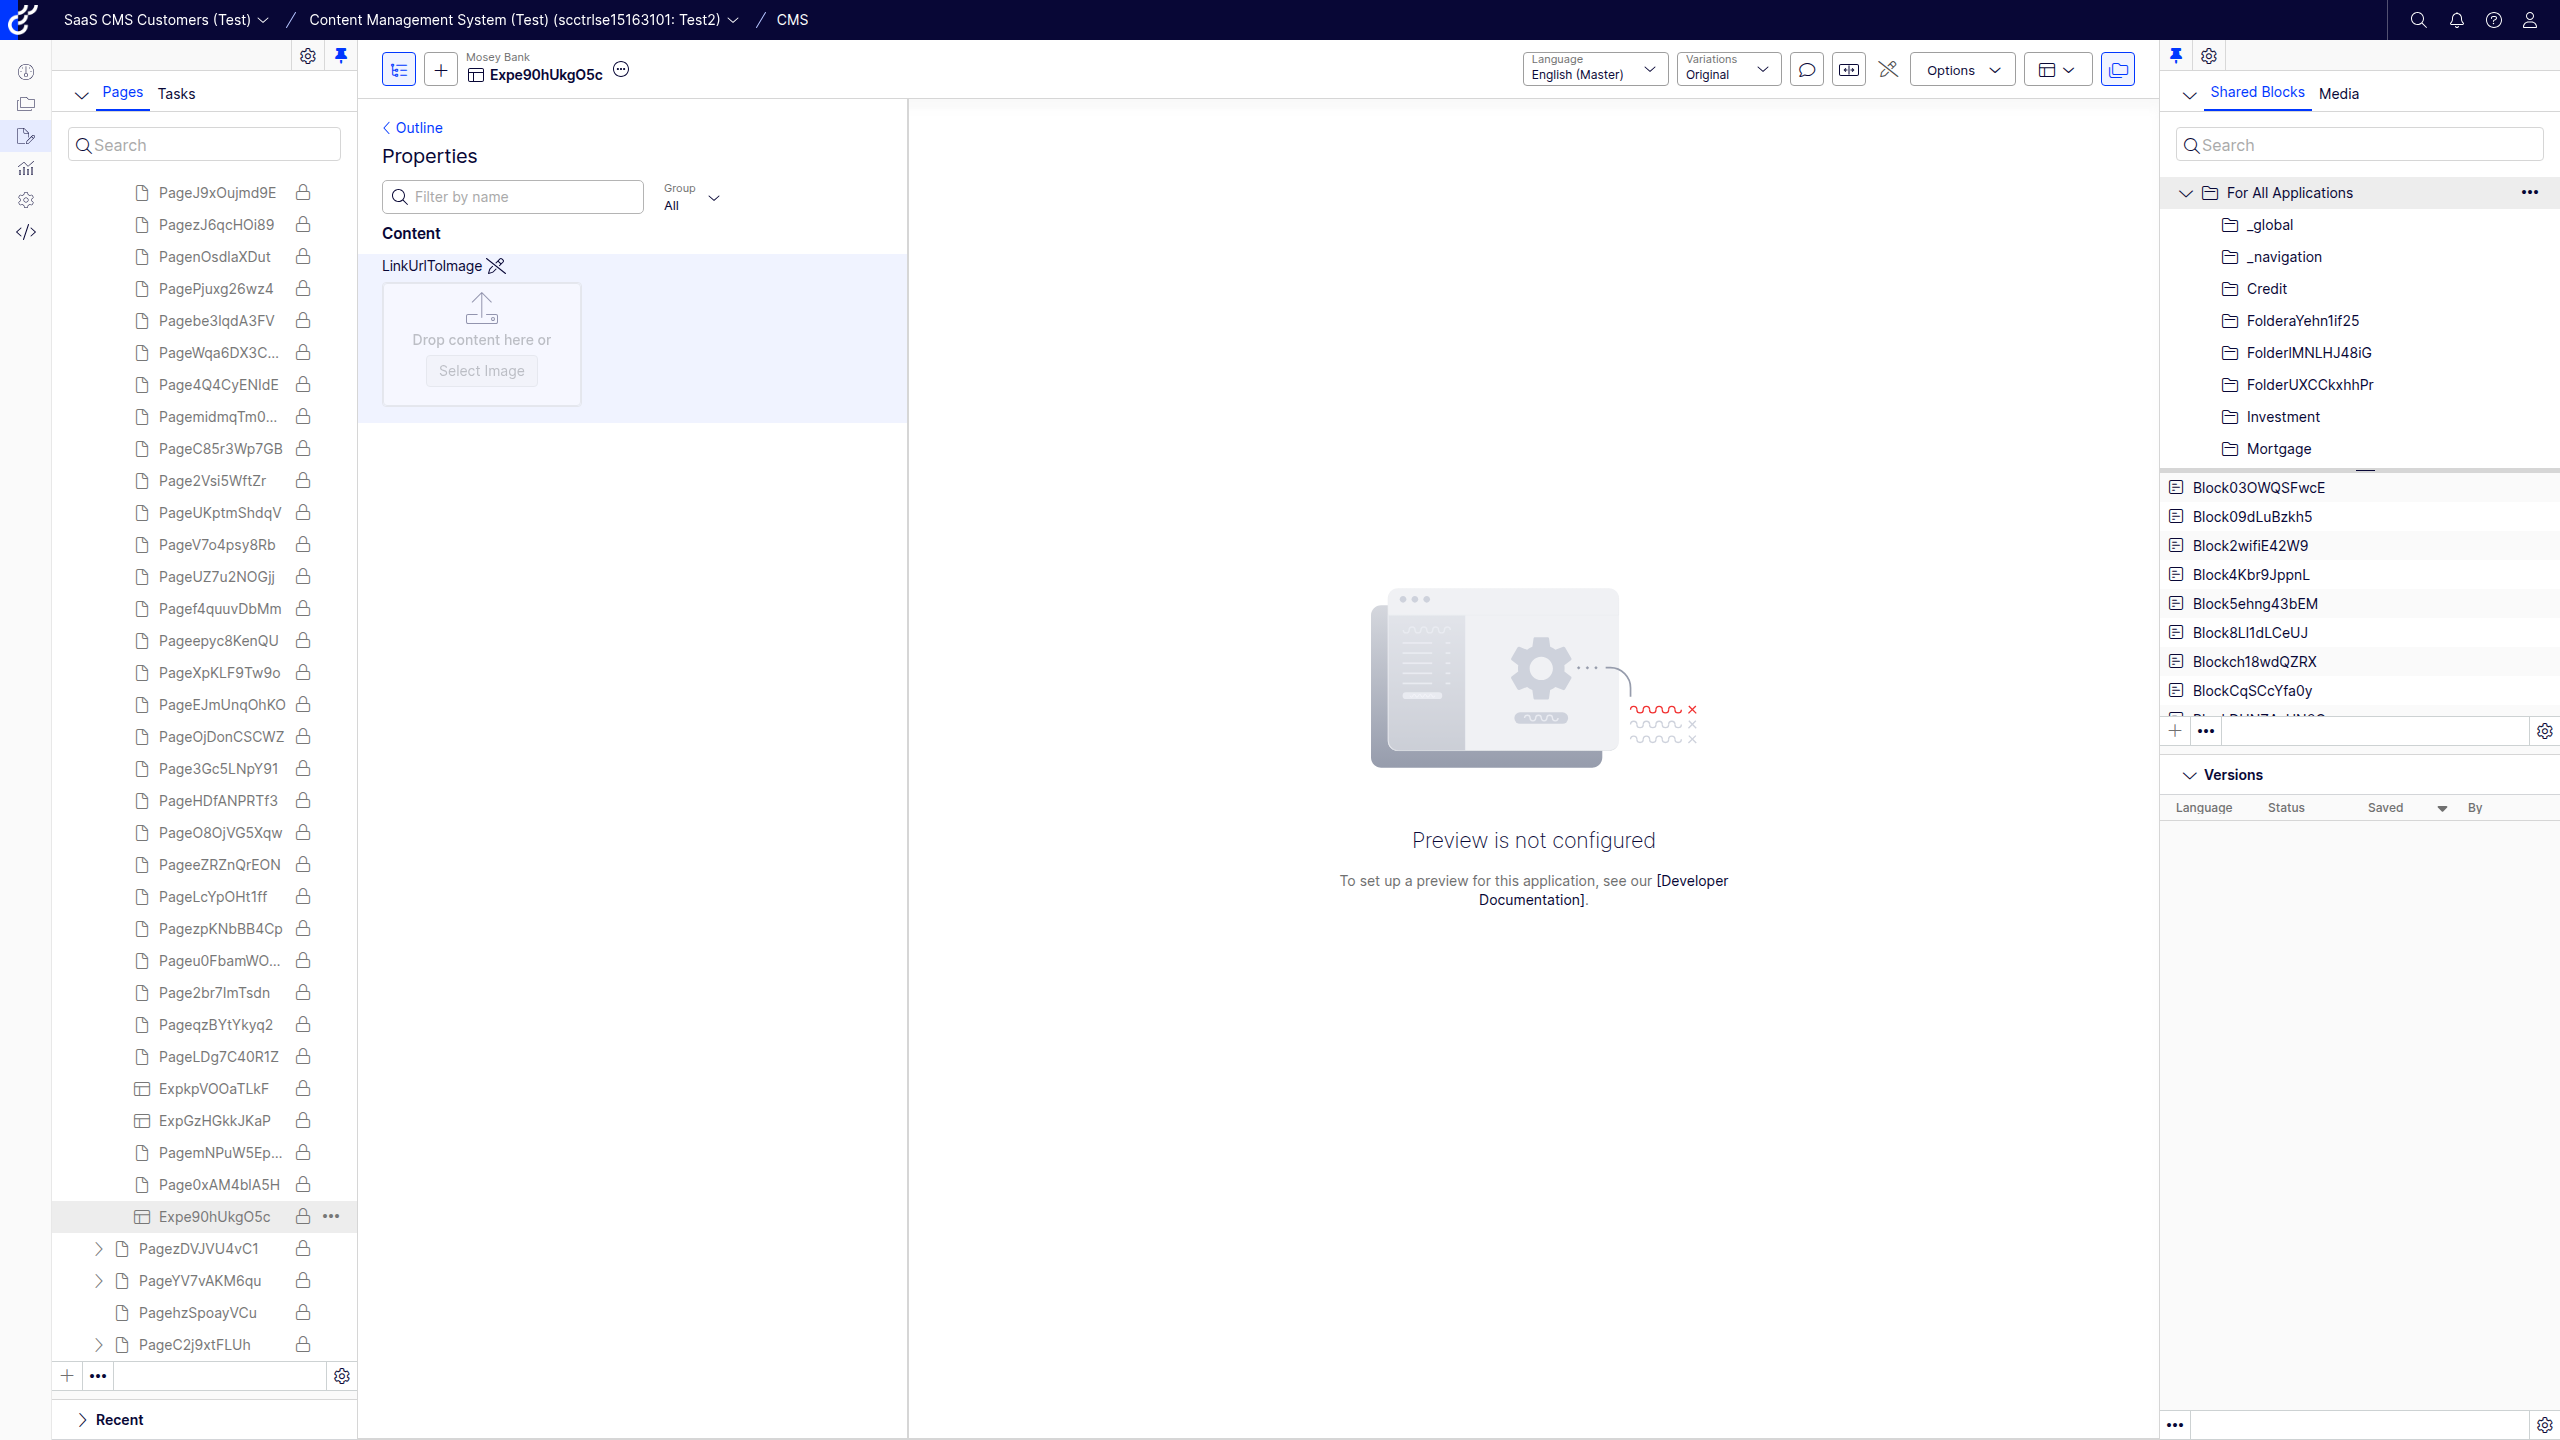 SaaS CMS Customers (Test)
Content Management System (Test) (scctrlse15163101: Test2)
CMS
Pages
Tasks
Search
PageJ9xOujmd9E
PagezJ6qcHOi89
PagenOsdlaXDut
PagePjuxg26wz4
Pagebe3lqdA3FV
PageWqa6DX3C...
Page4Q4CyENldE
PagemidmqTm0...
PageC85r3Wp7GB
Page2Vsi5WftZr
PageUKptmShdqV
PageV7o4psy8Rb
PageUZ7u2NOGjj
Pagef4quuvDbMm
Pageepyc8KenQU
PageXpKLF9Tw9o
PageEJmUnqOhKO
PageOjDonCSCWZ
Page3Gc5LNpY91
PageHDfANPRTf3
PageO8OjVG5Xqw
PageeZRZnQrEON
PageLcYpOHt1ff
PagezpKNbBB4Cp
Pageu0FbamWO...
Page2br7lmTsdn
PageqzBYtYkyq2
PageLDg7C40R1Z
ExpkpVOOaTLkF
ExpGzHGkkJKaP
PagemNPuW5Ep...
Page0xAM4blA5H
Expe90hUkgO5c
PagezDVJVU4vC1
PageYV7vAKM6qu
PagehzSpoayVCu
PageC2j9xtFLUh
Recent
Mosey Bank
Expe90hUkgO5c
Language
English (Master)
Variations
Original
Options
Outline
Properties
Filter by name
Group
All
Content
LinkUrlToImage
Drop content here or
Select Image
Preview is not configured
To set up a preview for this application, see our [Developer
Documentation].
Shared Blocks
Media
Search
For All Applications
_global
_navigation
Credit
FolderaYehn1if25
FolderlMNLHJ48iG
FolderUXCCkxhhPr
Investment
Mortgage
Block03OWQSFwcE
Block09dLuBzkh5
Block2wifiE42W9
Block4Kbr9JppnL
Block5ehng43bEM
Block8Ll1dLCeUJ
Blockch18wdQZRX
BlockCqSCcYfa0y
Versions
Language
Status
Saved
By